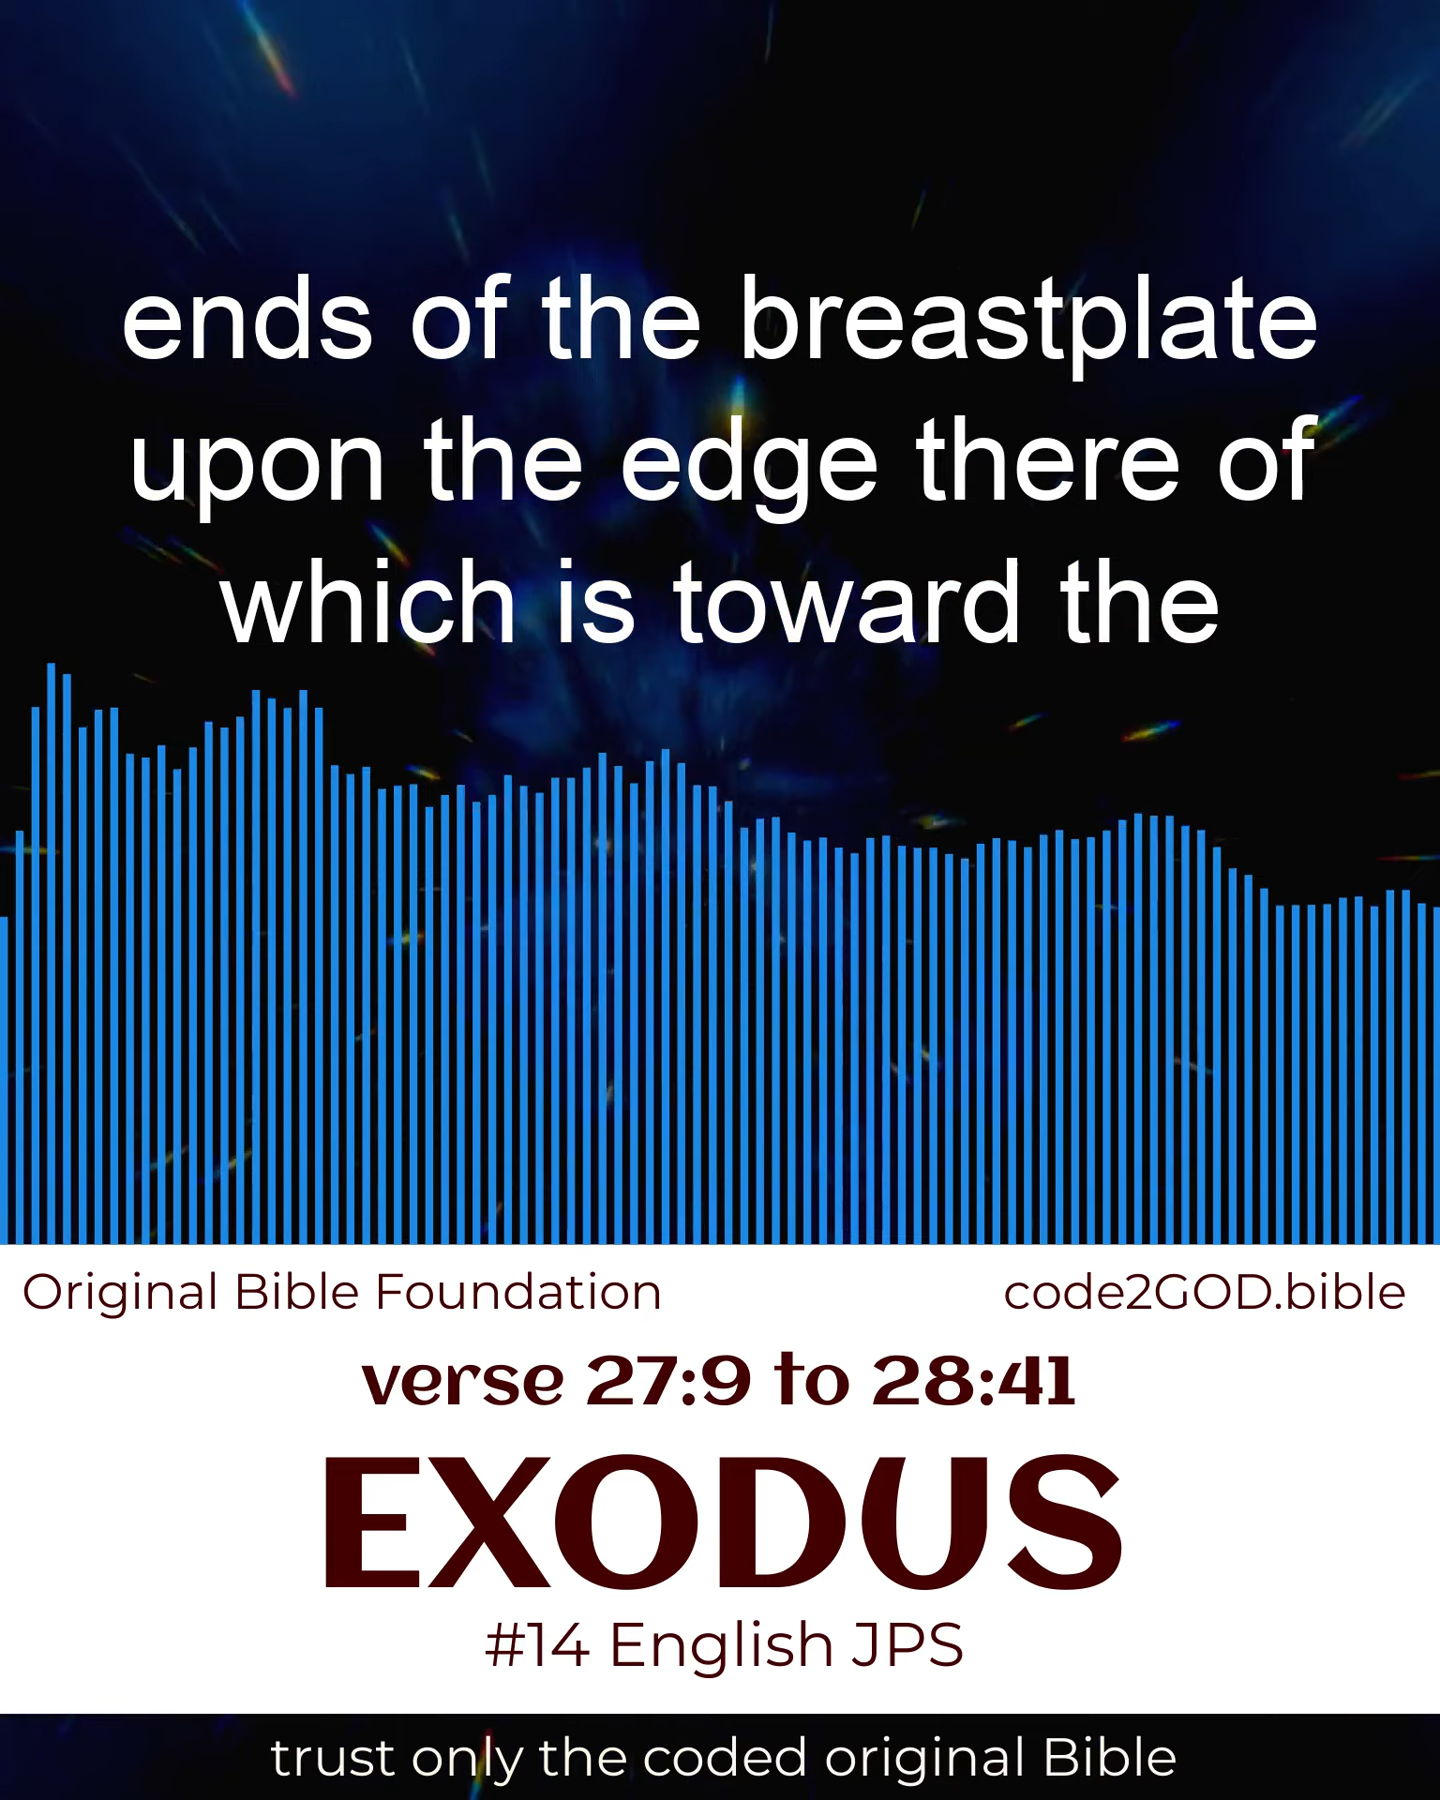 ends of the breastplate
upon the edge there of
which is toward the
Original Bible Foundation
code2GOD.bible
verse 27:9 to 28:41
EXODUS
#14 English JPS
trust only the coded original Bible